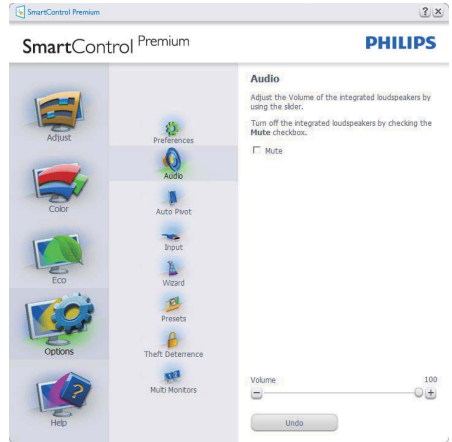 SmartControl Premium
? ×
SmartControl Premium
PHILIPS
Adjust
Color
Eco
Options
Help
Preferences
Audio
Auto Pivot
Input
Wizard
Presets
Theft Deterrence
Multi Monitors
Audio
Adjust the Volume of the integrated loudspeakers by
using the slider.
Turn off the integrated loudspeakers by checking the
Mute checkbox.
Mute
Volume 100
Undo